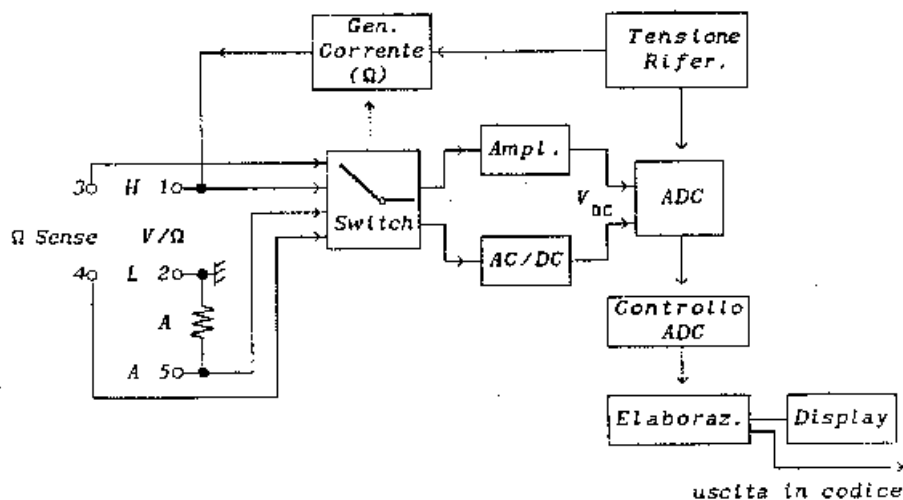 Gen.
Corrente
(Ω)
Tensione
Rifer.
Ampl.
3 H 1
Switch
V DC
ADC
Ω Sense V/Ω
AC/DC
4 L 2
A
Controllo
ADC
A 5
Elaboraz.
Display
uscita in codice